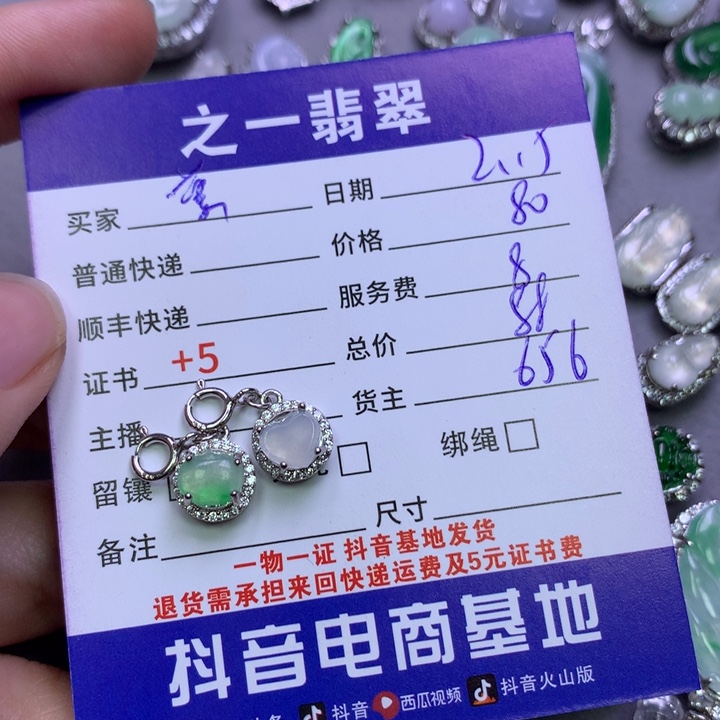 之一翡翠
买家 日期 2.5
价格 80
普通快递 服务费 8
顺丰快递 总价 88
证书 +5 货主 656
主播
留镶 绑绳
备注 尺寸
一物一证 抖音基地发货
退货需承担来回快递运费及5元证书费
抖音电商基地
抖音 西瓜视频 抖音火山版